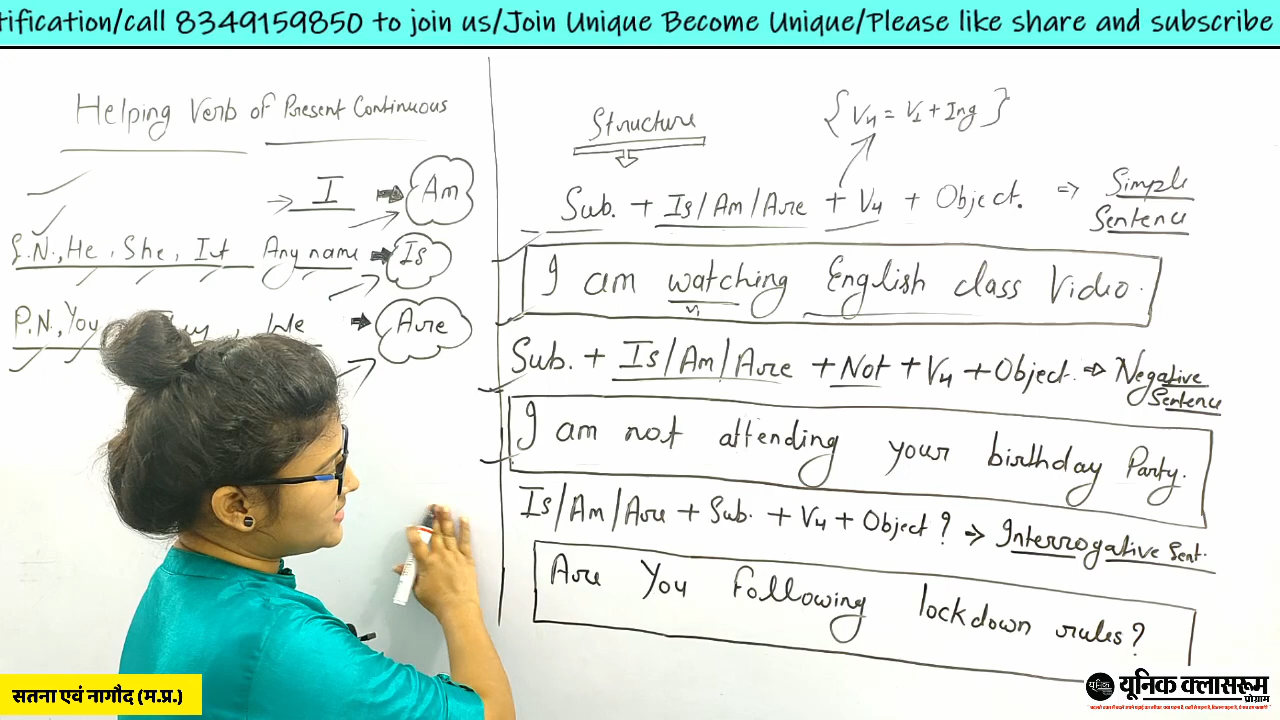 tification/call 8349159850 to join us/Join Unique Become Unique/Please like share and subscribe
Helping Verb of Present Continuous
→ I → Am
S.N., He, She, It Any name → Is
P.N., You , We → Are
Structure
{V4 = V1 + Ing}
Sub. + Is/Am/Are + V4 + Object. ⇒ Simple
Sentence
I am watching English class Video.
V1
Sub. + Is/Am/Are + Not + V4 + Object. ⇒ Negative
Sentence
I am not attending your birthday Party.
Is/Am/Are + Sub. + V4 + Object? → Interrogative Sent.
Are You Following lockdown rules?
सतना एवं नागौद (म.प्र.)
यूनिक क्लासरूम
प्रोग्राम